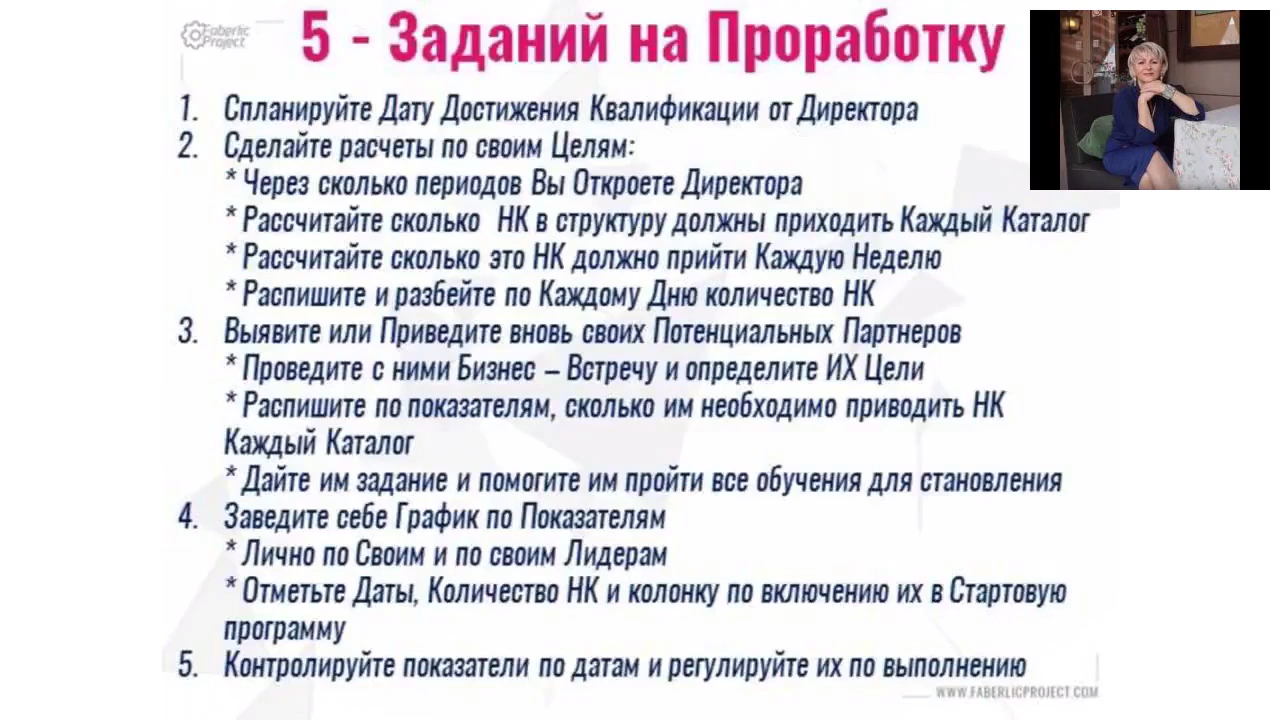 Faberlic
Project
5 - Заданий на Проработку
1. Спланируйте Дату Достижения Квалификации от Директора
2. Сделайте расчеты по своим Целям:
* Через сколько периодов Вы Откроете Директора
* Рассчитайте сколько НК в структуру должны приходить Каждый Каталог
* Рассчитайте сколько это НК должно прийти Каждую Неделю
* Распишите и разбейте по Каждому Дню количество НК
3. Выявите или Приведите вновь своих Потенциальных Партнеров
* Проведите с ними Бизнес – Встречу и определите ИХ Цели
* Распишите по показателям, сколько им необходимо приводить НК
Каждый Каталог
* Дайте им задание и помогите им пройти все обучения для становления
4. Заведите себе График по Показателям
* Лично по Своим и по своим Лидерам
* Отметьте Даты, Количество НК и колонку по включению их в Стартовую
программу
5. Контролируйте показатели по датам и регулируйте их по выполнению
WWW.FABERLICPROJECT.COM